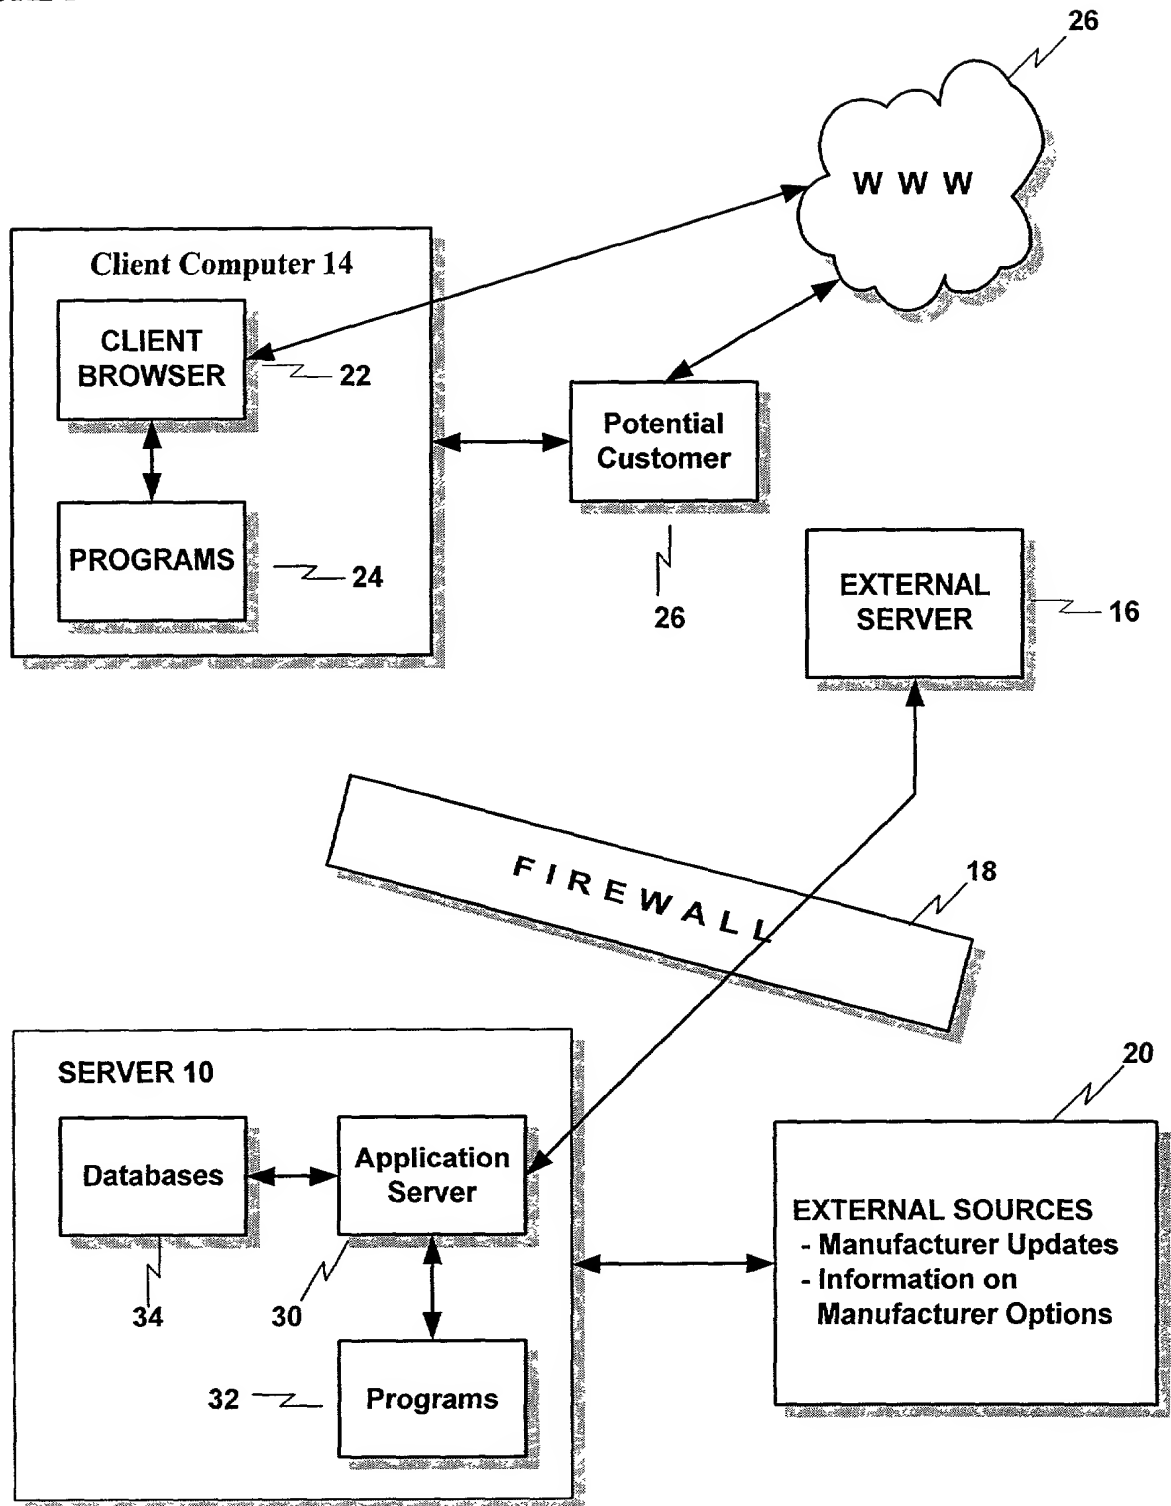 26
W W W
Client Computer 14
CLIENT
BROWSER
22
Potential
Customer
PROGRAMS
24
26
EXTERNAL
SERVER
16
FIREWALL
18
SERVER 10
20
Databases
Application
Server
EXTERNAL SOURCES
- Manufacturer Updates
- Information on
Manufacturer Options
34
30
32
Programs